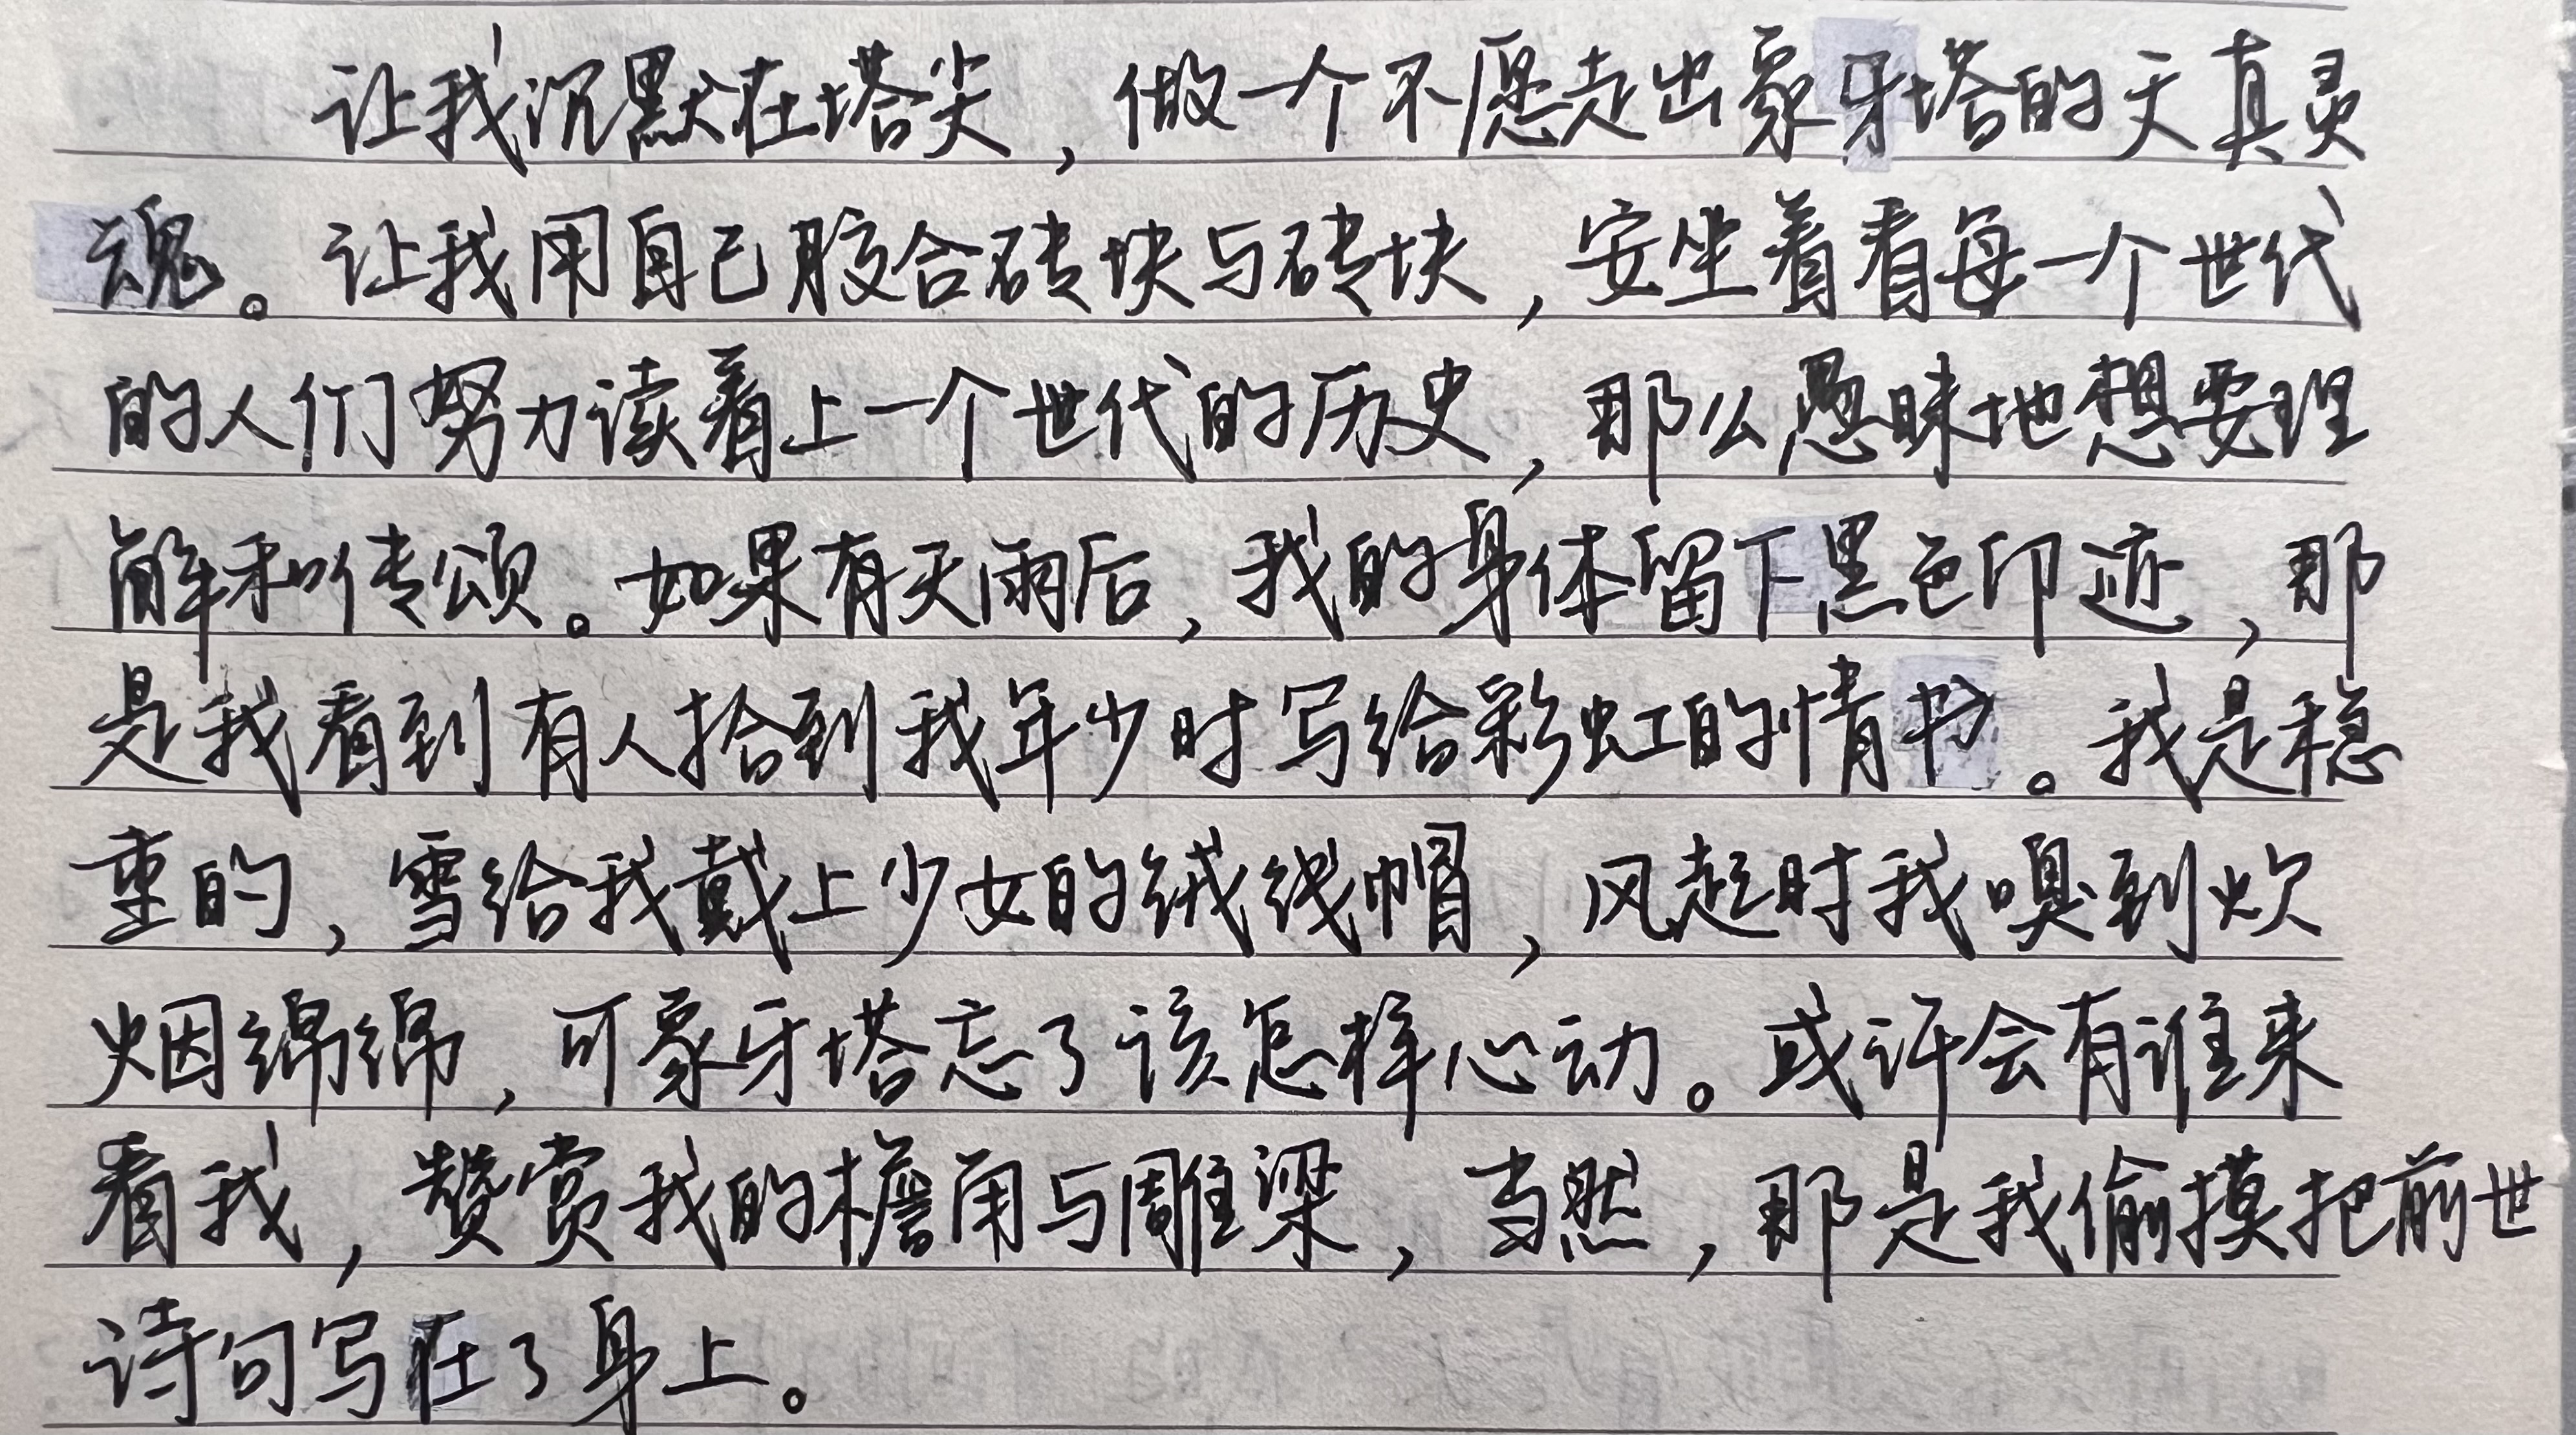 让我沉默在塔尖，做一个不愿走出象牙塔的天真灵
魂。让我用自己胶合砖块与砖块，安坐着看每一个世代
的人们努力读着上一个世代的历史，那么愚昧地想要理
解和传颂。如果有天雨后，我的身体留下黑色印迹，那
是我看到有人拾到我年少时写给彩虹的情书。我是稳
重的，雪给我戴上少女的绒线帽，风起时我嗅到炊
烟绵绵，可象牙塔忘了该怎样心动。或许会有谁来
看我，赞赏我的檐角与雕梁，当然，那是我偷摸把前世
诗句写在了身上。